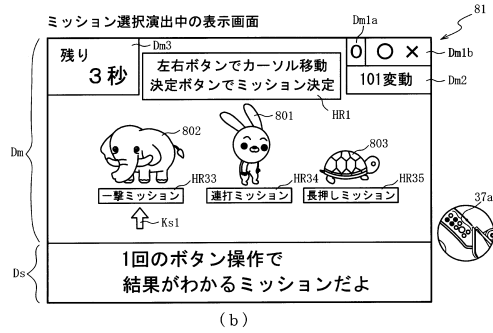 ミッション選択演出中の表示画面
Dm1a
81
残り
3秒
Dm3
左右ボタンでカーソル移動
決定ボタンでミッション決定
0
○ ×
Dm1b
101変動
Dm2
HR1
Dm
802
801
803
HR33
HR34
HR35
一撃ミッション
連打ミッション
長押しミッション
Ks1
37a
Ds
1回のボタン操作で
結果がわかるミッションだよ
(b)